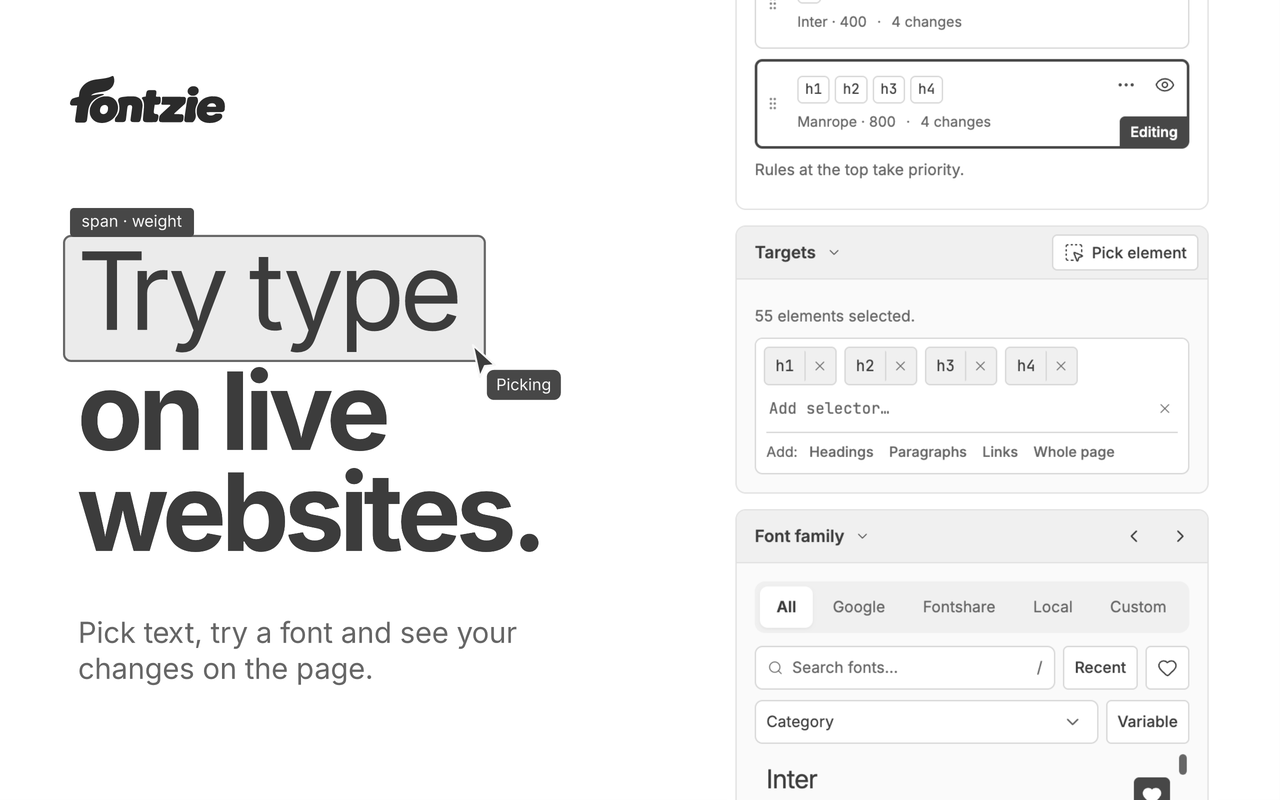 fontzie
span · weight
Try type
Picking
on live
websites.
Pick text, try a font and see your
changes on the page.
Inter · 400 · 4 changes
h1 h2 h3 h4
Manrope · 800 · 4 changes
Editing
Rules at the top take priority.
Targets
Pick element
55 elements selected.
h1 h2 h3 h4
Add selector…
Add: Headings Paragraphs Links Whole page
Font family
All Google Fontshare Local Custom
Search fonts... / Recent
Category Variable
Inter